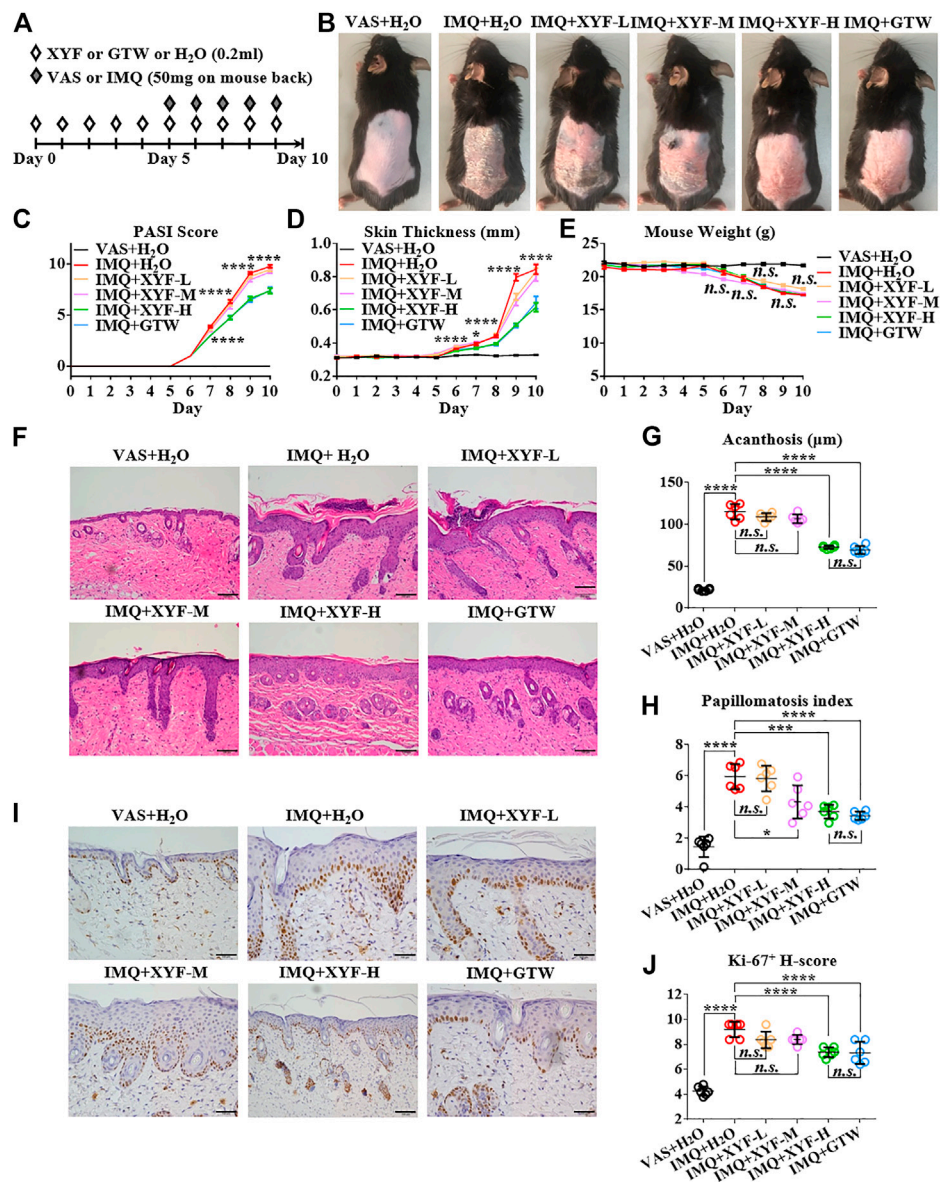 A
XYF or GTW or H₂O (0.2ml)
VAS or IMQ (50mg on mouse back)
Day 0 Day 5 Day 10
B
VAS+H₂O IMQ+H₂O IMQ+XYF-L IMQ+XYF-M IMQ+XYF-H IMQ+GTW
C
PASI Score
VAS+H₂O
IMQ+H₂O
IMQ+XYF-L
IMQ+XYF-M
IMQ+XYF-H
IMQ+GTW
**** ****
****
****
10
5
0
0 1 2 3 4 5 6 7 8 9 10
Day
D
Skin Thickness (mm)
VAS+H₂O
IMQ+H₂O
IMQ+XYF-L
IMQ+XYF-M
IMQ+XYF-H
IMQ+GTW
****
****
****
*
****
1.0
0.8
0.6
0.4
0.2
0 1 2 3 4 5 6 7 8 9 10
Day
E
Mouse Weight (g)
25
20
15
10
5
0
n.s. n.s.
n.s. n.s. n.s.
0 1 2 3 4 5 6 7 8 9 10
Day
VAS+H₂O
IMQ+H₂O
IMQ+XYF-L
IMQ+XYF-M
IMQ+XYF-H
IMQ+GTW
F
VAS+H₂O IMQ+ H₂O IMQ+XYF-L
IMQ+XYF-M IMQ+XYF-H IMQ+GTW
G
Acanthosis (μm)
****
****
****
n.s.
n.s.
n.s.
150
100
50
0
VAS+H₂O IMQ+H₂O IMQ+XYF-L IMQ+XYF-M IMQ+XYF-H IMQ+GTW
H
Papillomatosis index
****
***
****
n.s.
*
n.s.
8
6
4
2
0
VAS+H₂O IMQ+H₂O IMQ+XYF-L IMQ+XYF-M IMQ+XYF-H IMQ+GTW
I
VAS+H₂O IMQ+H₂O IMQ+XYF-L
IMQ+XYF-M IMQ+XYF-H IMQ+GTW
J
Ki-67⁺ H-score
****
****
****
n.s.
n.s.
n.s.
12
10
8
6
4
2
VAS+H₂O IMQ+H₂O IMQ+XYF-L IMQ+XYF-M IMQ+XYF-H IMQ+GTW